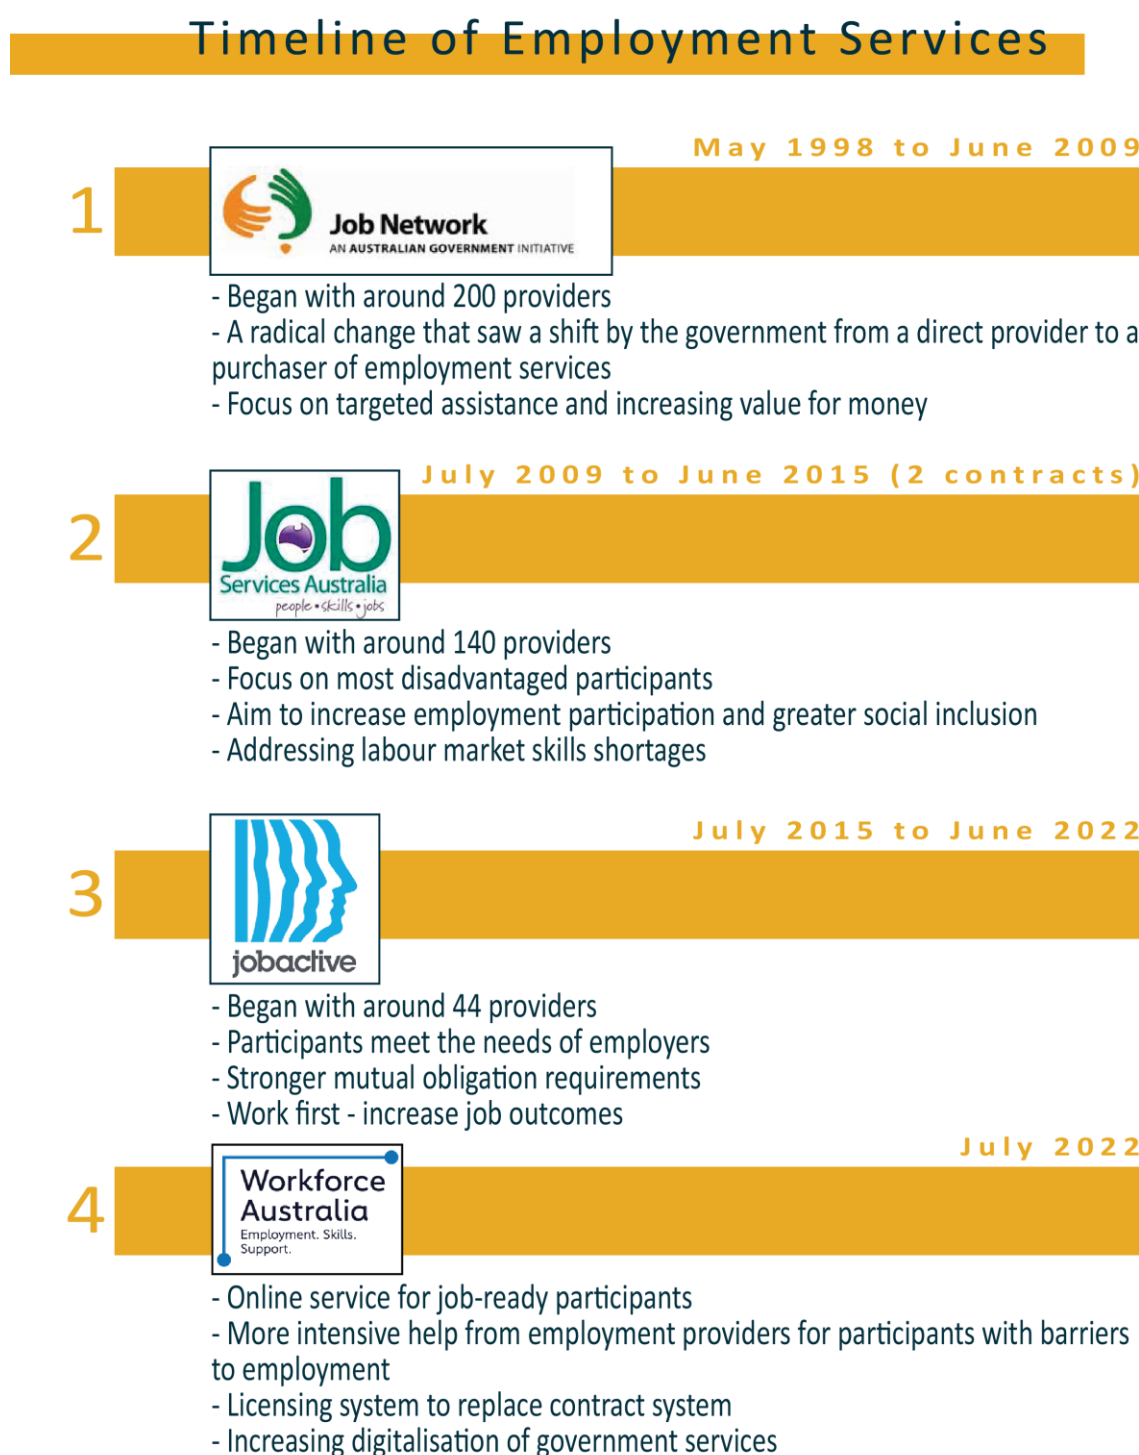 Timeline of Employment Services
May 1998 to June 2009
1
Job Network
AN AUSTRALIAN GOVERNMENT INITIATIVE
- Began with around 200 providers
- A radical change that saw a shift by the government from a direct provider to a
purchaser of employment services
- Focus on targeted assistance and increasing value for money
July 2009 to June 2015 (2 contracts)
2
Job
Services Australia
people • skills • jobs
- Began with around 140 providers
- Focus on most disadvantaged participants
- Aim to increase employment participation and greater social inclusion
- Addressing labour market skills shortages
July 2015 to June 2022
3
jobactive
- Began with around 44 providers
- Participants meet the needs of employers
- Stronger mutual obligation requirements
- Work first - increase job outcomes
July 2022
4
Workforce
Australia
Employment. Skills.
Support.
- Online service for job-ready participants
- More intensive help from employment providers for participants with barriers
to employment
- Licensing system to replace contract system
- Increasing digitalisation of government services